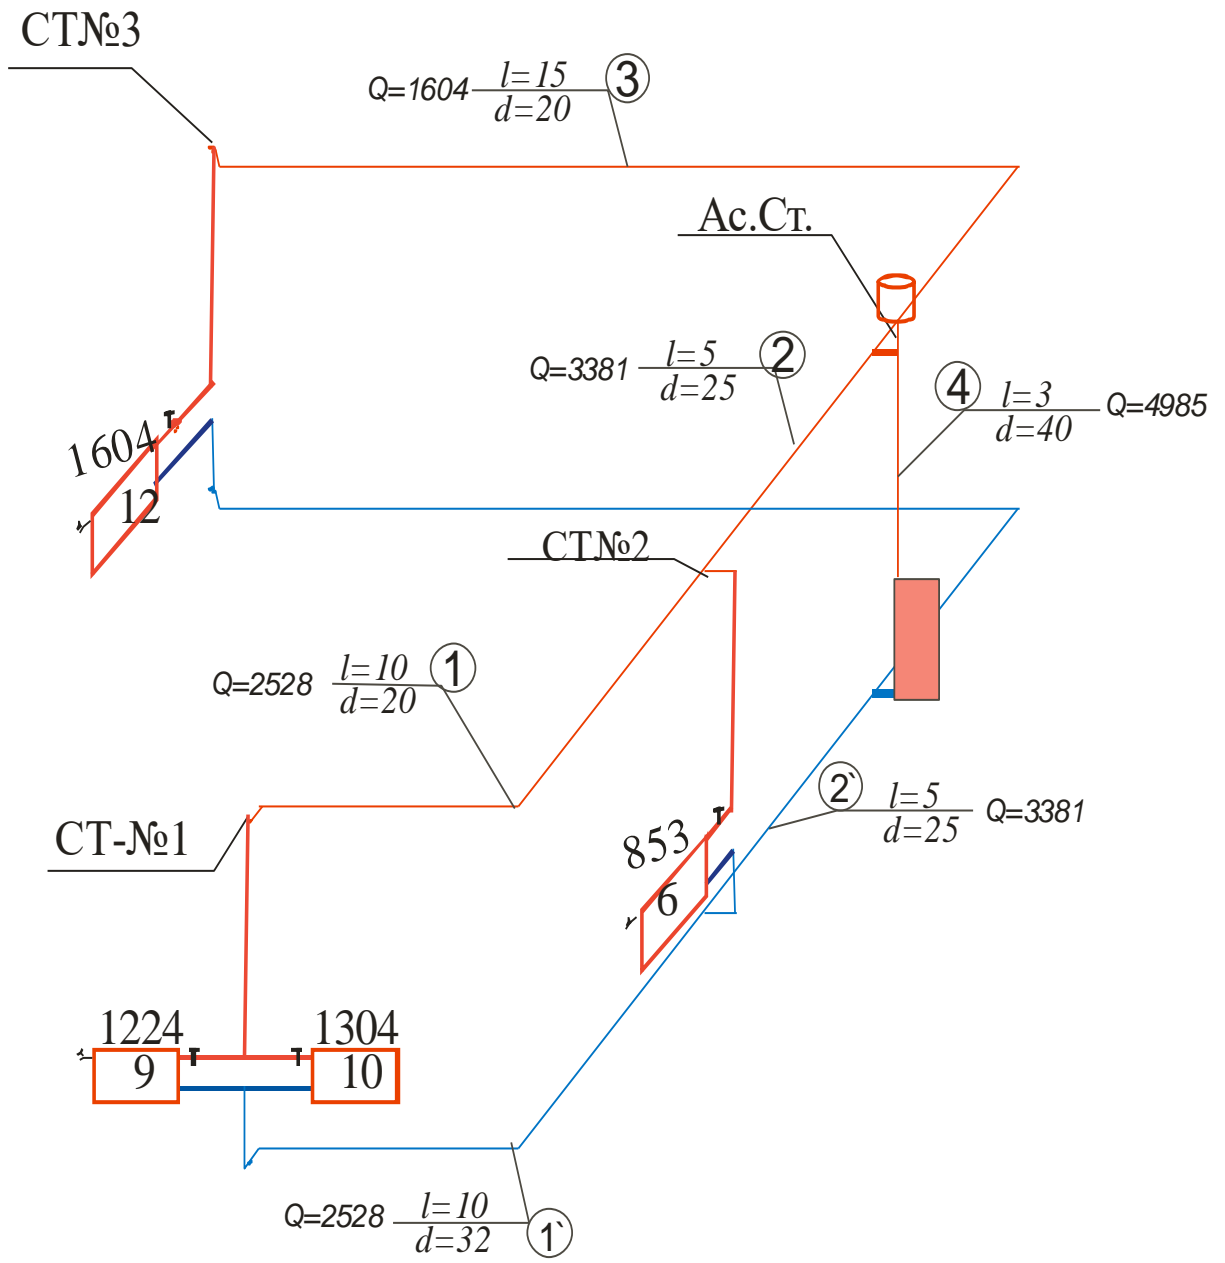 СТ№3
Q=1604
l=15
d=20
3
Ас.Ст.
Q=3381
l=5
d=25
2
4
l=3
d=40
Q=4985
1604
12
СТ№2
Q=2528
l=10
d=20
1
2`
l=5
d=25
Q=3381
СТ-№1
853
6
1224
1304
9
10
Q=2528
l=10
d=32
1`